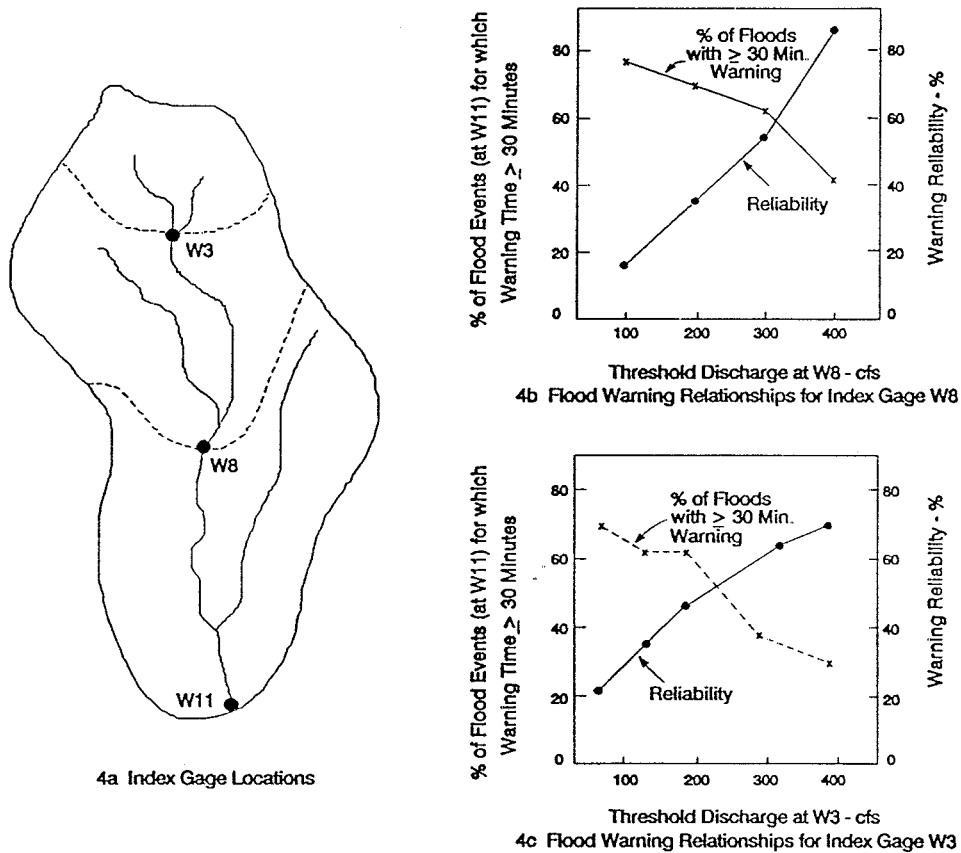 W3
W8
W11
4a Index Gage Locations
% of Flood Events (at W11) for which
Warning Time ≥ 30 Minutes
80
60
40
20
0
% of Floods
with ≥ 30 Min.
Warning
Reliability
80
60
40
20
0
Warning Reliability - %
100 200 300 400
Threshold Discharge at W8 - cfs
4b Flood Warning Relationships for Index Gage W8
% of Flood Events (at W11) for which
Warning Time ≥ 30 Minutes
80
60
40
20
0
% of Floods
with ≥ 30 Min.
Warning
Reliability
80
60
40
20
0
Warning Reliability - %
100 200 300 400
Threshold Discharge at W3 - cfs
4c Flood Warning Relationships for Index Gage W3